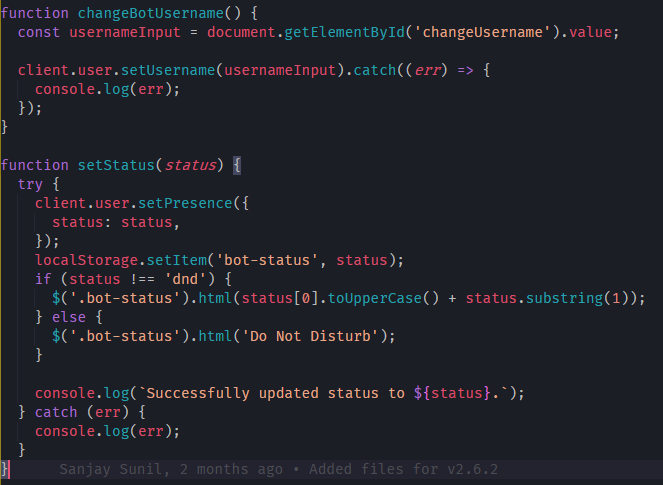 function changeBotUsername() {
  const usernameInput = document.getElementById('changeUsername').value;
  client.user.setUsername(usernameInput).catch((err) => {
    console.log(err);
  });
}
function setStatus(status) {
  try {
    client.user.setPresence({
      status: status,
    });
    localStorage.setItem('bot-status', status);
    if (status !== 'dnd') {
      $('.bot-status').html(status[0].toUpperCase() + status.substring(1));
    } else {
      $('.bot-status').html('Do Not Disturb');
    }
    console.log(`Successfully updated status to ${status}.`);
  } catch (err) {
    console.log(err);
  }
} Sanjay Sunil, 2 months ago • Added files for v2.6.2